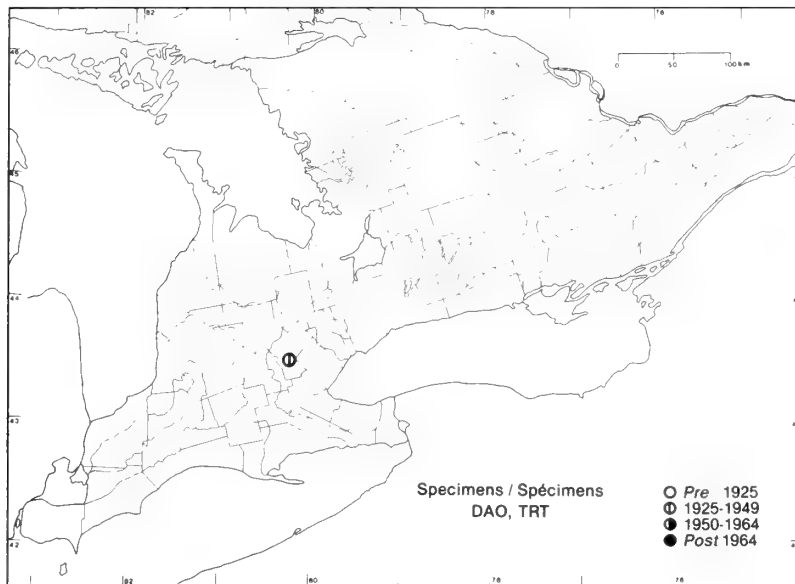 82 80 78 76
46
0 50 100 km
45
44
43
42
Specimens / Spécimens
DAO, TRT
Pre 1925
1925-1949
1950-1964
Post 1964
82 80 78 76